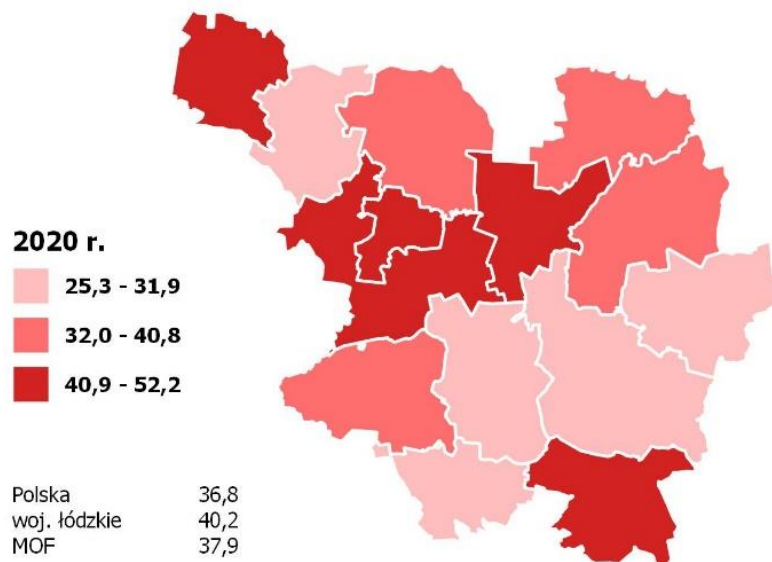 2020 r.
25,3 - 31,9
32,0 - 40,8
40,9 - 52,2
Polska 36,8
woj. łódzkie 40,2
MOF 37,9